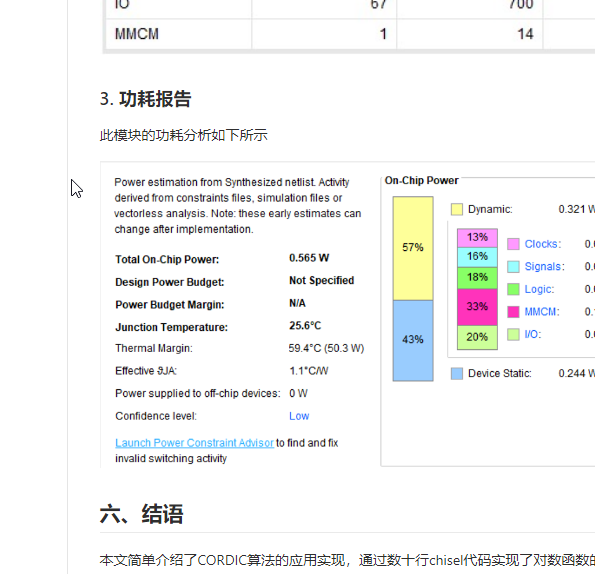 IO 67 700
MMCM 1 14
3. 功耗报告
此模块的功耗分析如下所示
Power estimation from Synthesized netlist. Activity
derived from constraints files, simulation files or
vectorless analysis. Note: these early estimates can
change after implementation.
Total On-Chip Power: 0.565 W
Design Power Budget: Not Specified
Power Budget Margin: N/A
Junction Temperature: 25.6°C
Thermal Margin: 59.4°C (50.3 W)
Effective ϑJA: 1.1°C/W
Power supplied to off-chip devices: 0 W
Confidence level: Low
Launch Power Constraint Advisor to find and fix
invalid switching activity
On-Chip Power
57%
43%
Dynamic: 0.321 W
13% Clocks: 0.0
16% Signals: 0.0
18% Logic: 0.0
33% MMCM: 0.
20% I/O: 0.0
Device Static: 0.244 W
六、结语
本文简单介绍了CORDIC算法的应用实现，通过数十行chisel代码实现了对数函数的